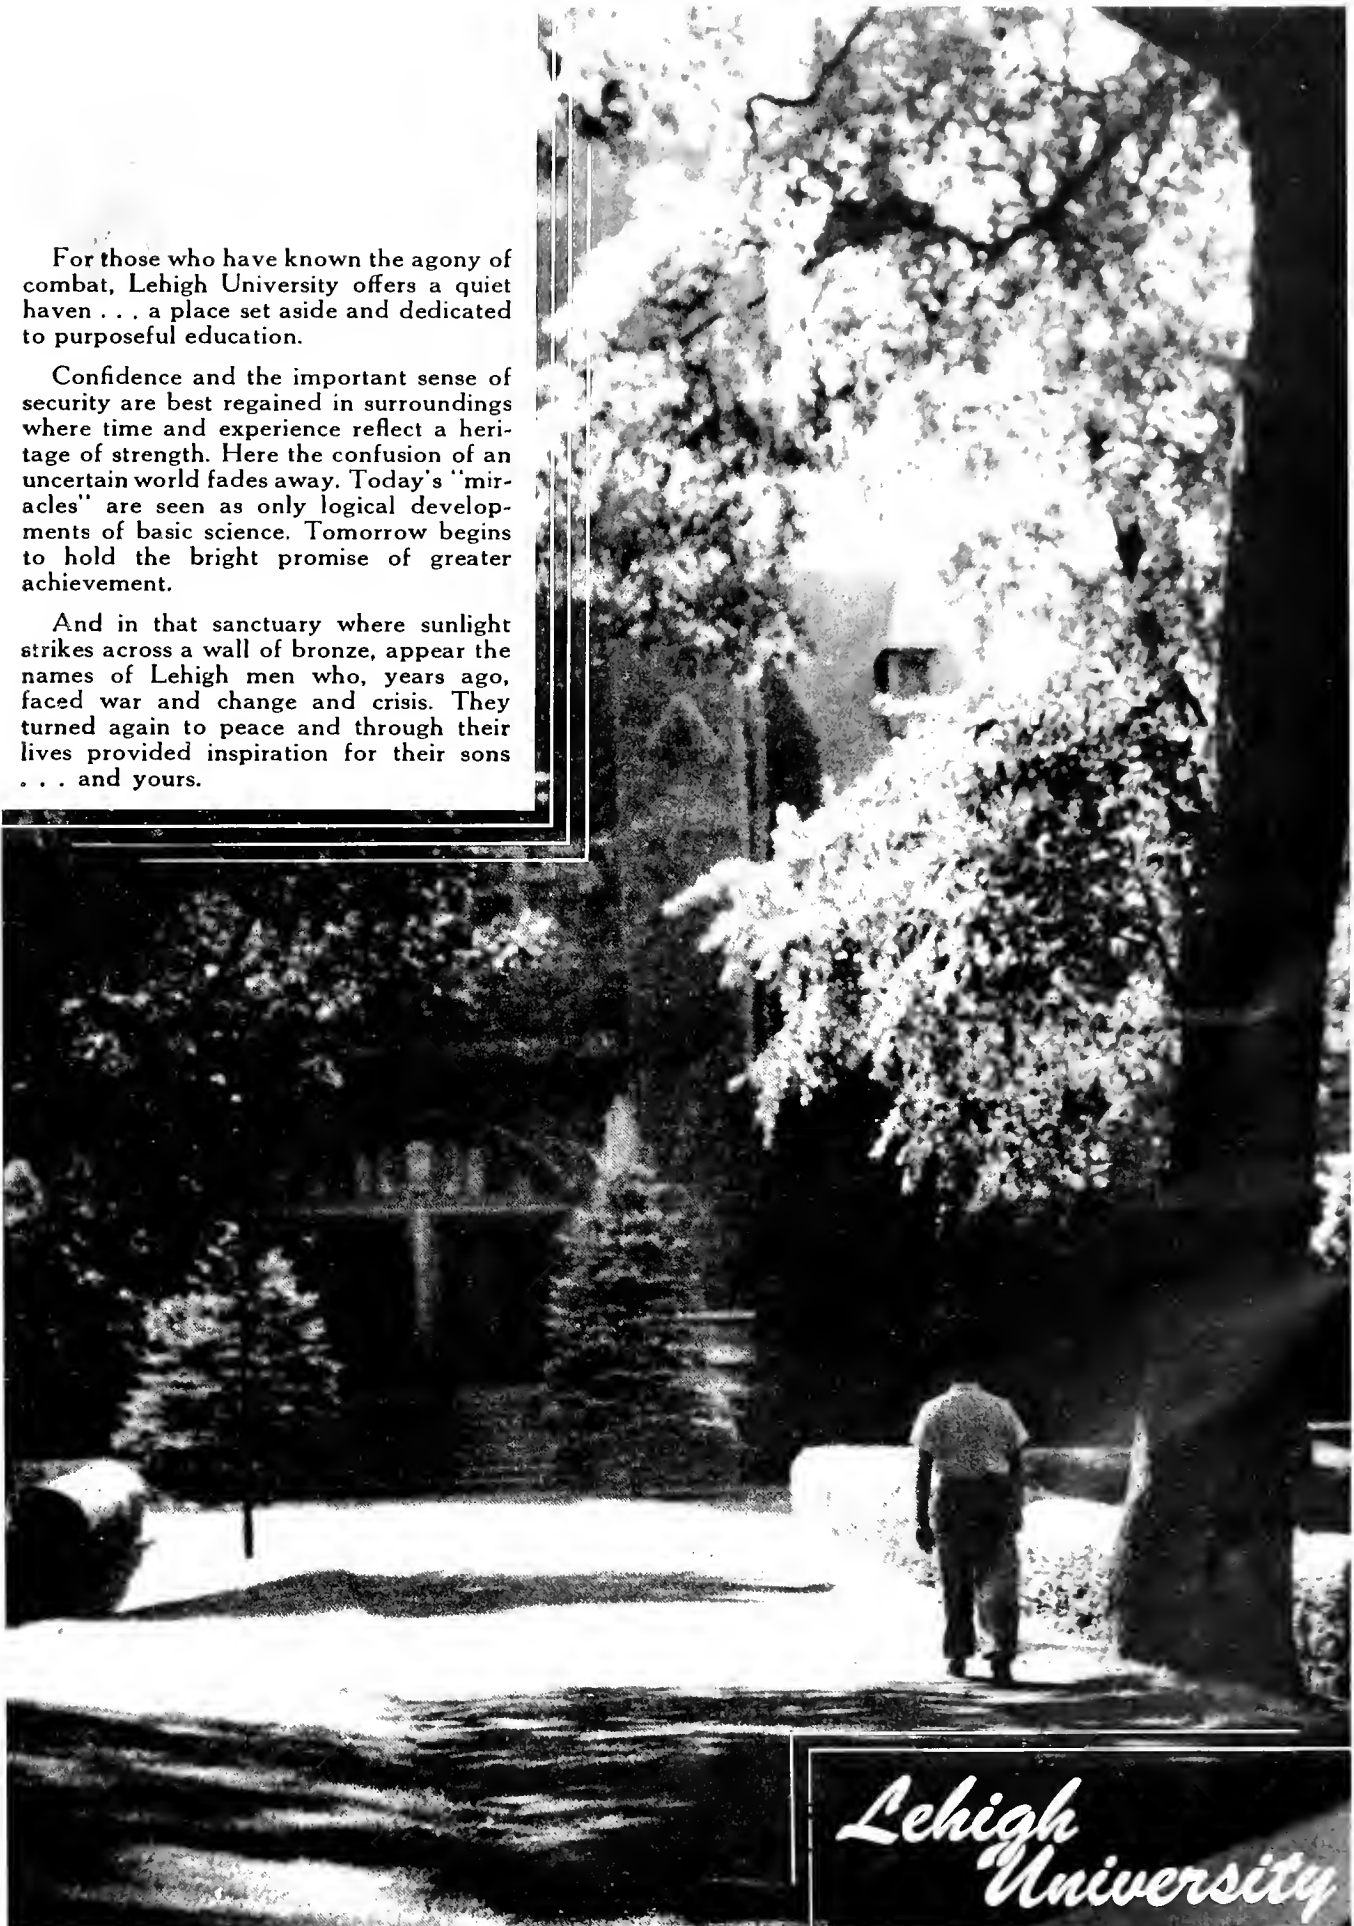 For those who have known the agony of
combat, Lehigh University offers a quiet
haven . . . a place set aside and dedicated
to purposeful education.
Confidence and the important sense of
security are best regained in surroundings
where time and experience reflect a heri-
tage of strength. Here the confusion of an
uncertain world fades away. Today's "mir-
acles" are seen as only logical develop-
ments of basic science. Tomorrow begins
to hold the bright promise of greater
achievement.
And in that sanctuary where sunlight
strikes across a wall of bronze, appear the
names of Lehigh men who, years ago,
faced war and change and crisis. They
turned again to peace and through their
lives provided inspiration for their sons
. . . and yours.
Lehigh
University